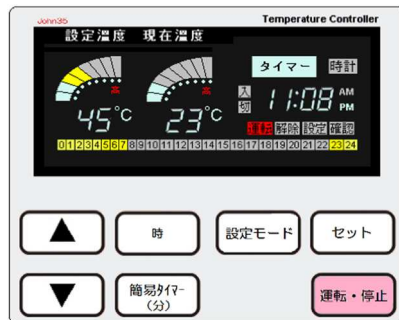 John35
Temperature Controller
設定温度 現在温度
タイマー 時計
高 高
入
切
11:08 AM
PM
45℃ 23℃
運転 解除 設定 確認
0 1 2 3 4 5 6 7 8 9 10 11 12 13 14 15 16 17 18 19 20 21 22 23 24
▲ 時 設定モード セット
▼ 簡易ﾀｲﾏｰ
(分)
運転・停止